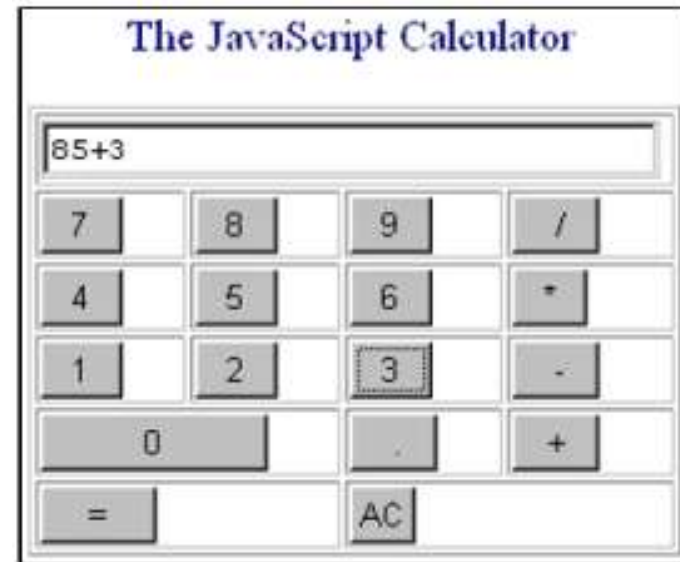 The JavaScript Calculator
85+3
7 8 9 /
4 5 6 *
1 2 3 -
0 . +
= AC